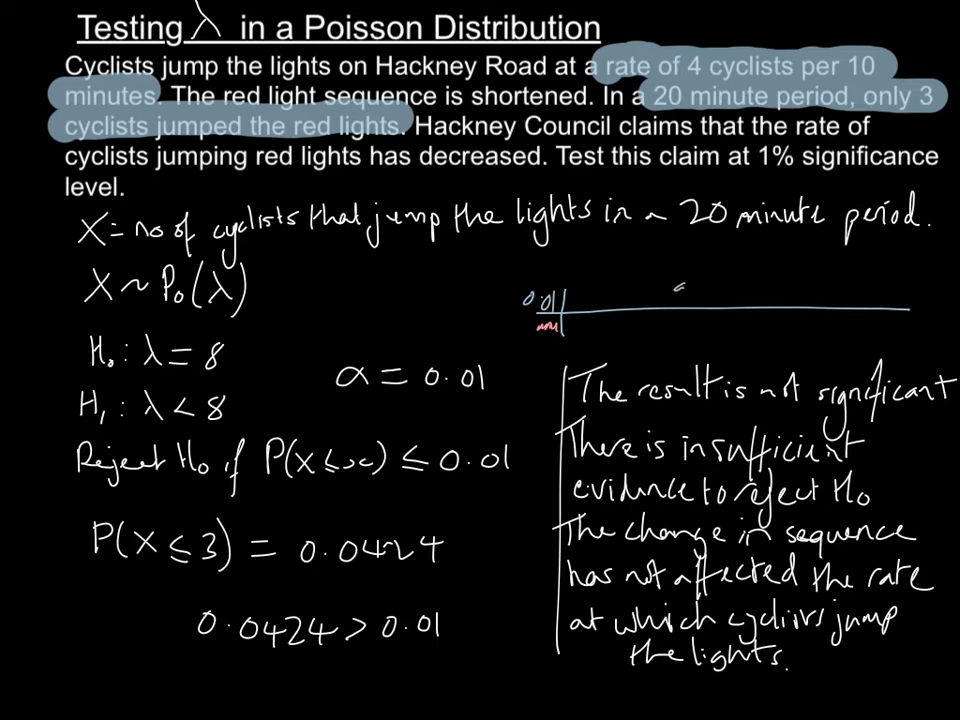 Testing λ in a Poisson Distribution
Cyclists jump the lights on Hackney Road at a rate of 4 cyclists per 10
minutes. The red light sequence is shortened. In a 20 minute period, only 3
cyclists jumped the red lights. Hackney Council claims that the rate of
cyclists jumping red lights has decreased. Test this claim at 1% significance
level.
X = no of cyclists that jump the lights in a 20 minute period.
X ~ Po(λ)
H₀ : λ = 8
H₁ : λ < 8
α = 0.01
Reject H₀ if P(X ≤ x) ≤ 0.01
P(X ≤ 3) = 0.0424
0.0424 > 0.01
0.01
The result is not significant
There is insufficient
evidence to reject H₀
The change in sequence
has not affected the rate
at which cyclists jump
the lights.